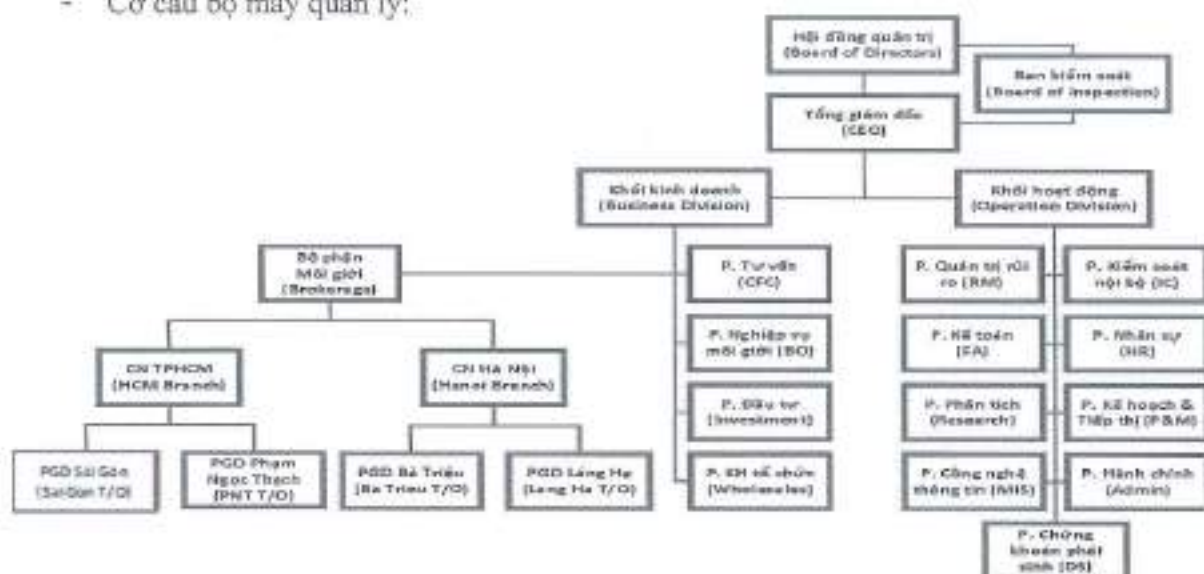 - Cơ cấu bộ máy quản lý:
Hội đồng quản trị
(Board of Directors)
Ban kiểm soát
(Board of Inspection)
Tổng giám đốc
(CEO)
Khối kinh doanh
(Business Division)
Khối hoạt động
(Operation Division)
Bộ phận
Môi giới
(Brokerage)
P. Tư vấn
(CFC)
P. Quản trị rủi
ro (RM)
P. Kiểm soát
nội bộ (IC)
P. Nghiệp vụ
môi giới (BO)
P. Kế toán
(FA)
P. Nhân sự
(HR)
CN TPHCM
(HCM Branch)
CN Hà Nội
(Hanoi Branch)
P. Đầu tư
(Investment)
P. Phân tích
(Research)
P. Kế hoạch &
Tiếp thị (P&M)
PGD Sài Gòn
(SaiGon T/O)
PGD Phạm
Ngọc Thạch
(PNT T/O)
PGD Bà Triệu
(Ba Trieu T/O)
PGD Láng Hạ
(Lang Ha T/O)
P. KH tổ chức
(Wholesales)
P. Công nghệ
thông tin (MIS)
P. Hành chính
(Admin)
P. Chứng
khoán phái
sinh (DS)